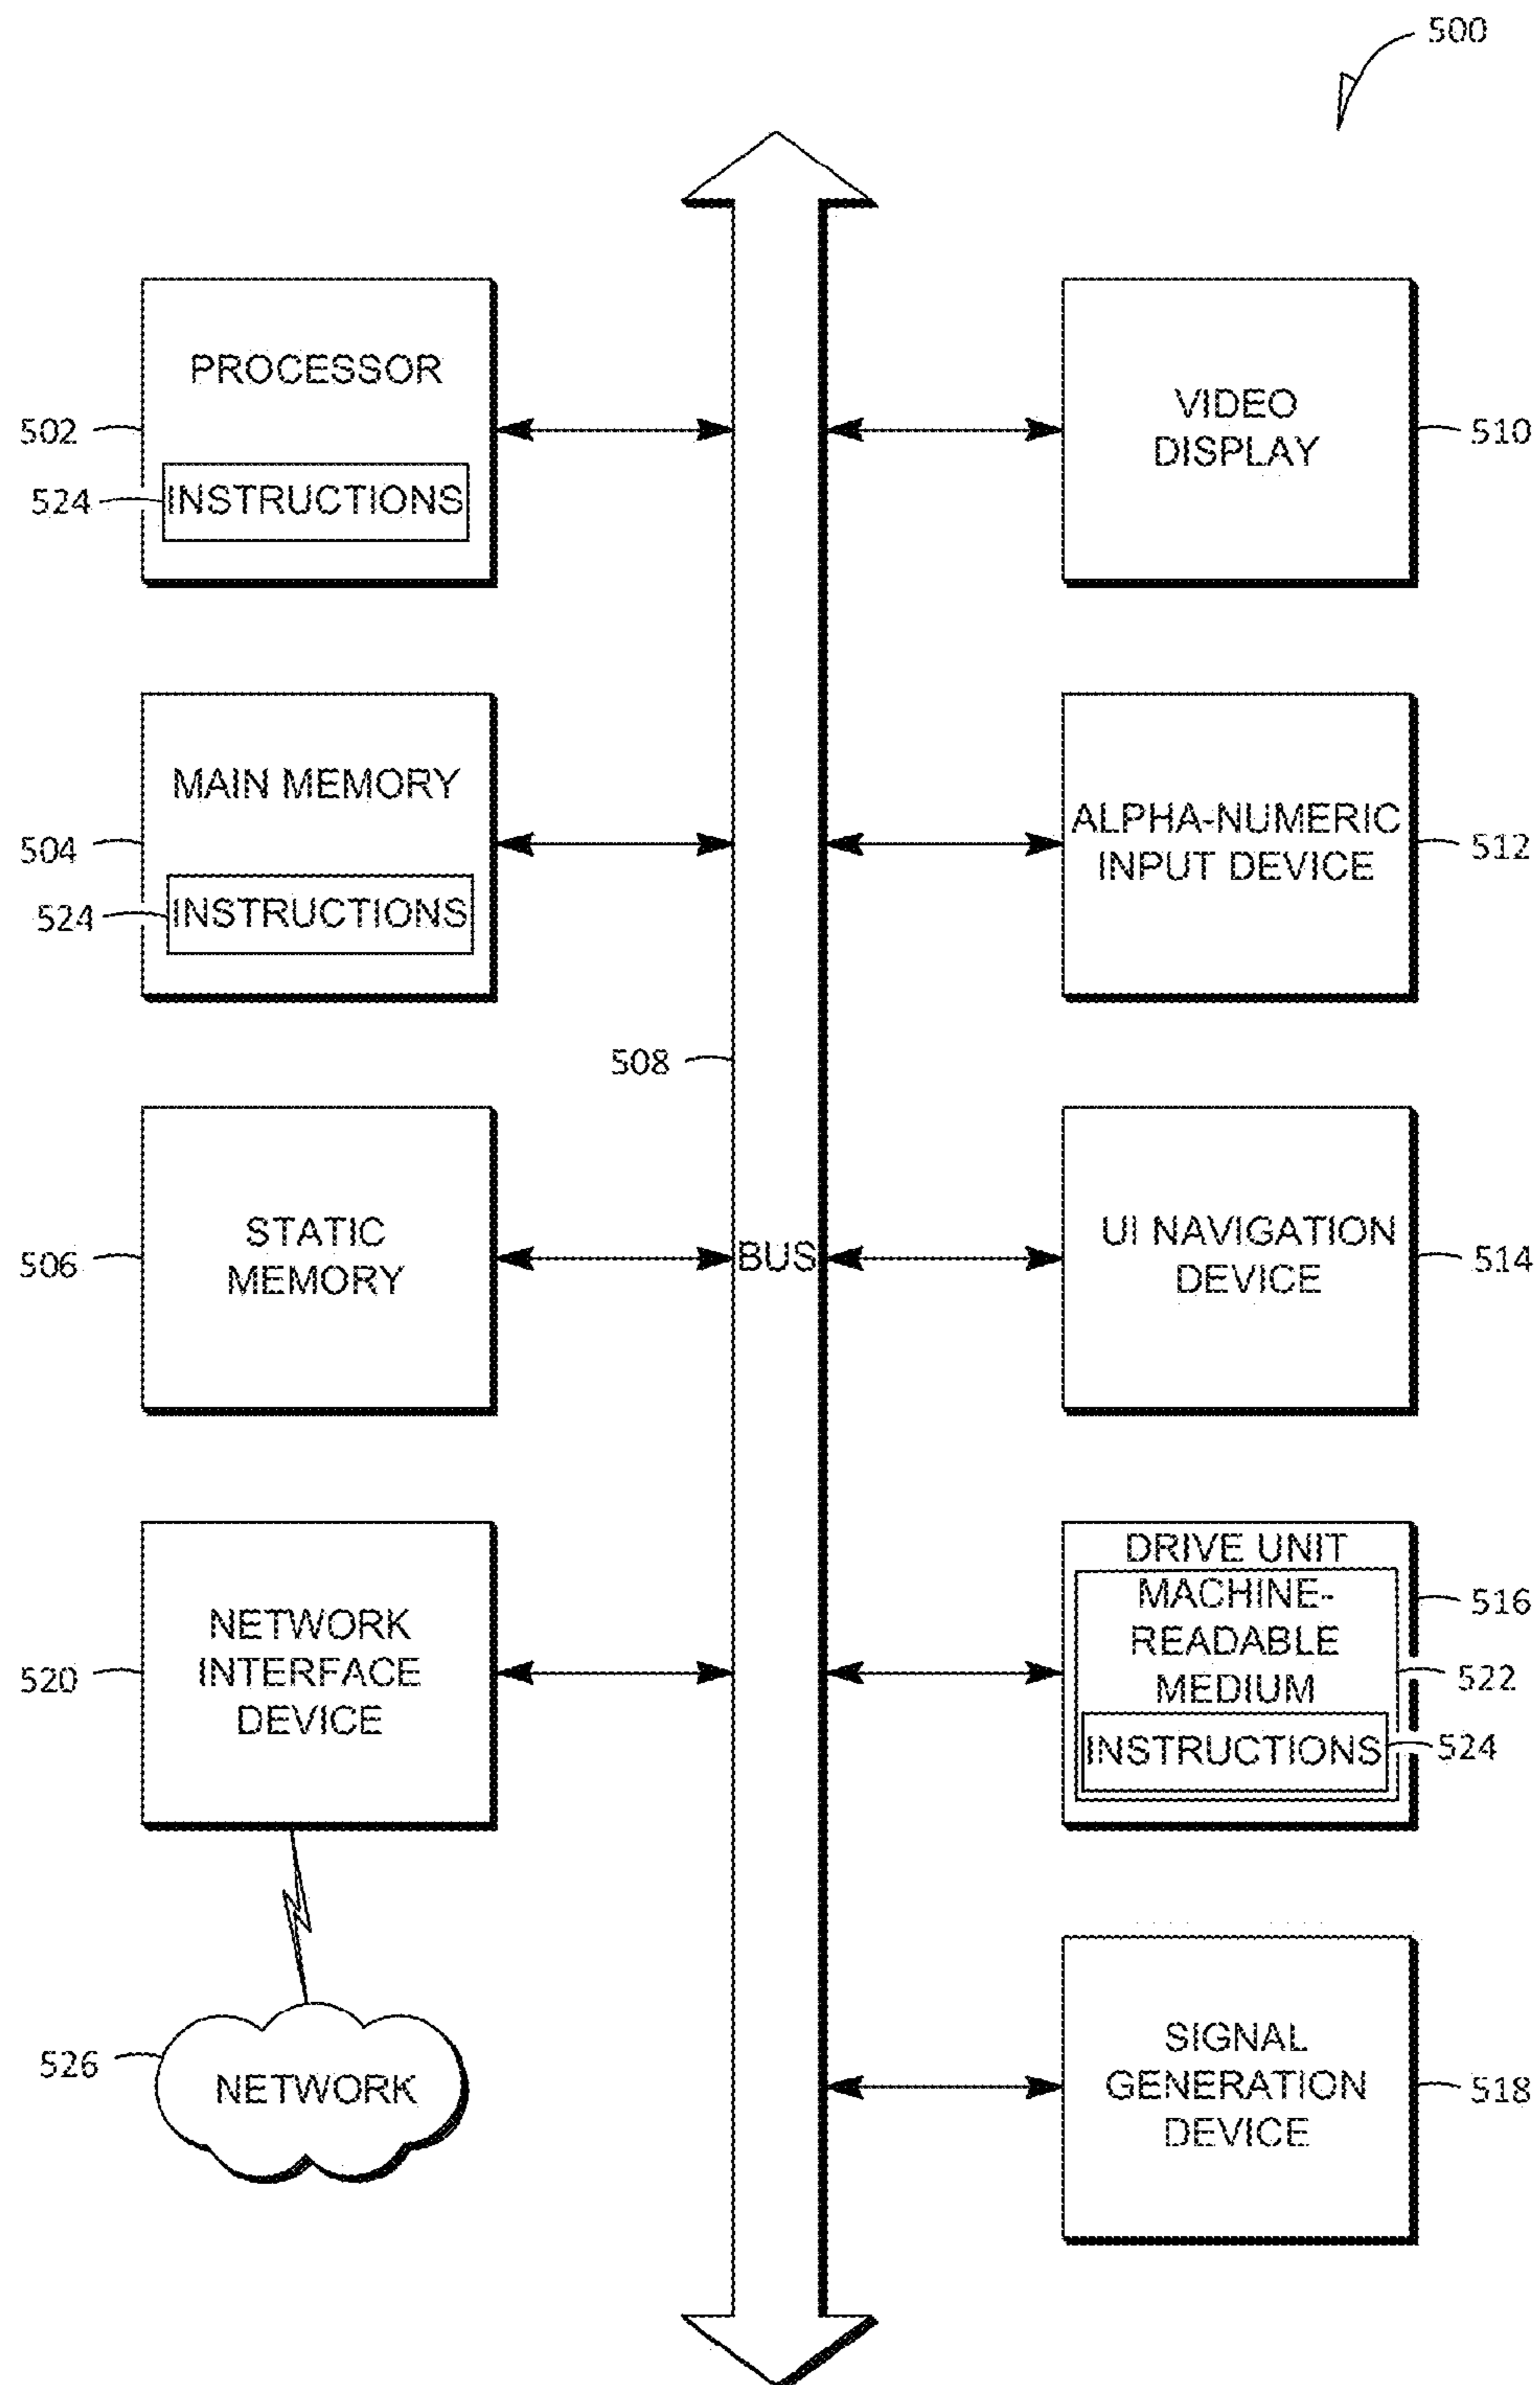 500
PROCESSOR
502
524
INSTRUCTIONS
VIDEO
DISPLAY
510
MAIN MEMORY
504
524
INSTRUCTIONS
ALPHA-NUMERIC
INPUT DEVICE
512
508
STATIC
MEMORY
506
BUS
UI NAVIGATION
DEVICE
514
NETWORK
INTERFACE
DEVICE
520
DRIVE UNIT
516
MACHINE-
READABLE
MEDIUM
522
INSTRUCTIONS
524
526
NETWORK
SIGNAL
GENERATION
DEVICE
518